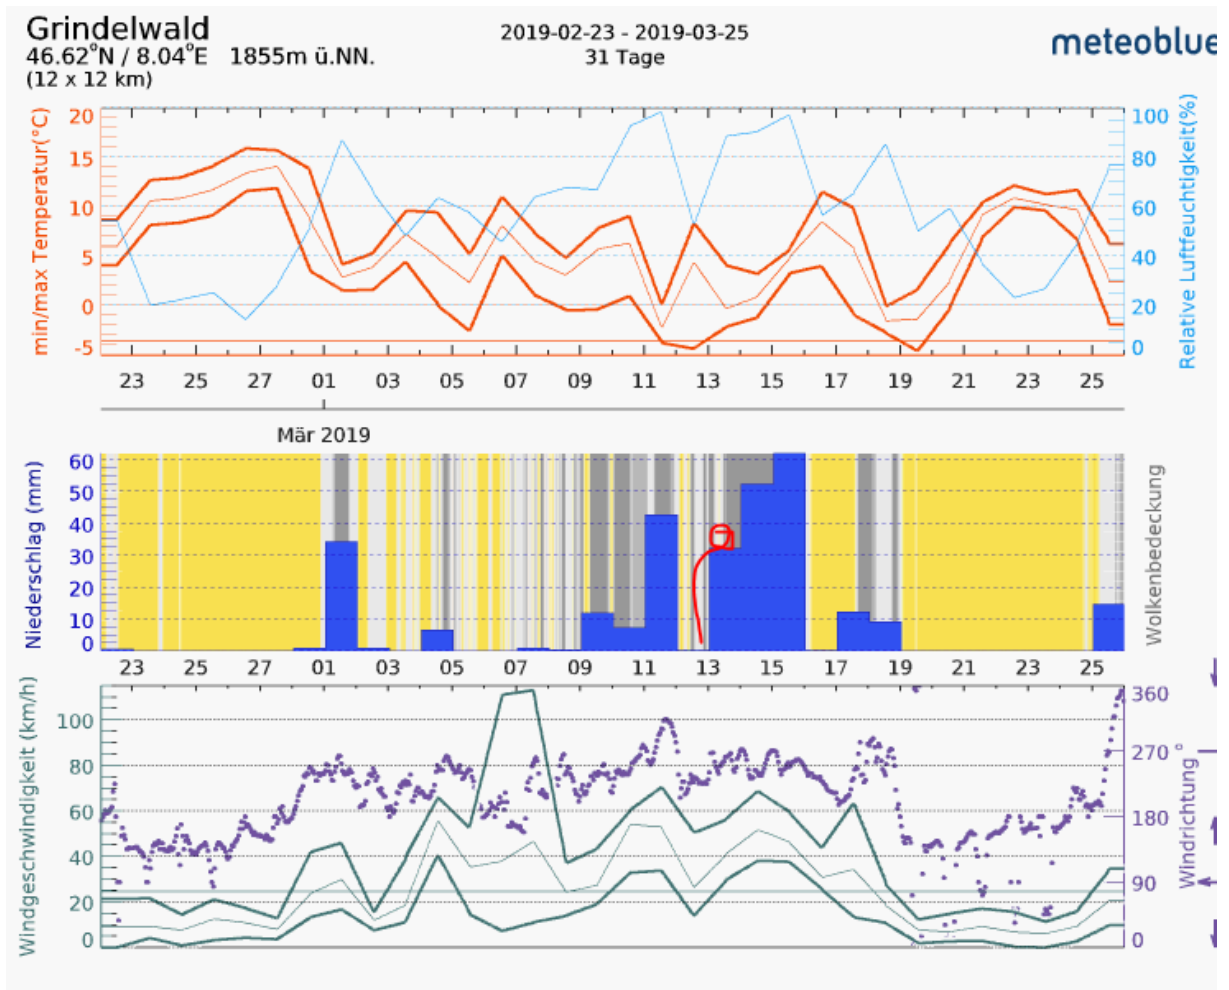 Grindelwald
46.62°N / 8.04°E 1855m ü.NN.
(12 x 12 km)
2019-02-23 - 2019-03-25
31 Tage
meteoblue
min/max Temperatur(°C)
20
15
10
5
0
-5
100
80
60
40
20
0
Relative Luftfeuchtigkeit(%)
23 25 27 01 03 05 07 09 11 13 15 17 19 21 23 25
Mär 2019
Niederschlag (mm)
60
50
40
30
20
10
0
Wolkenbedeckung
23 25 27 01 03 05 07 09 11 13 15 17 19 21 23 25
Windgeschwindigkeit (km/h)
100
80
60
40
20
0
360
270
180
90
0
Windrichtung °